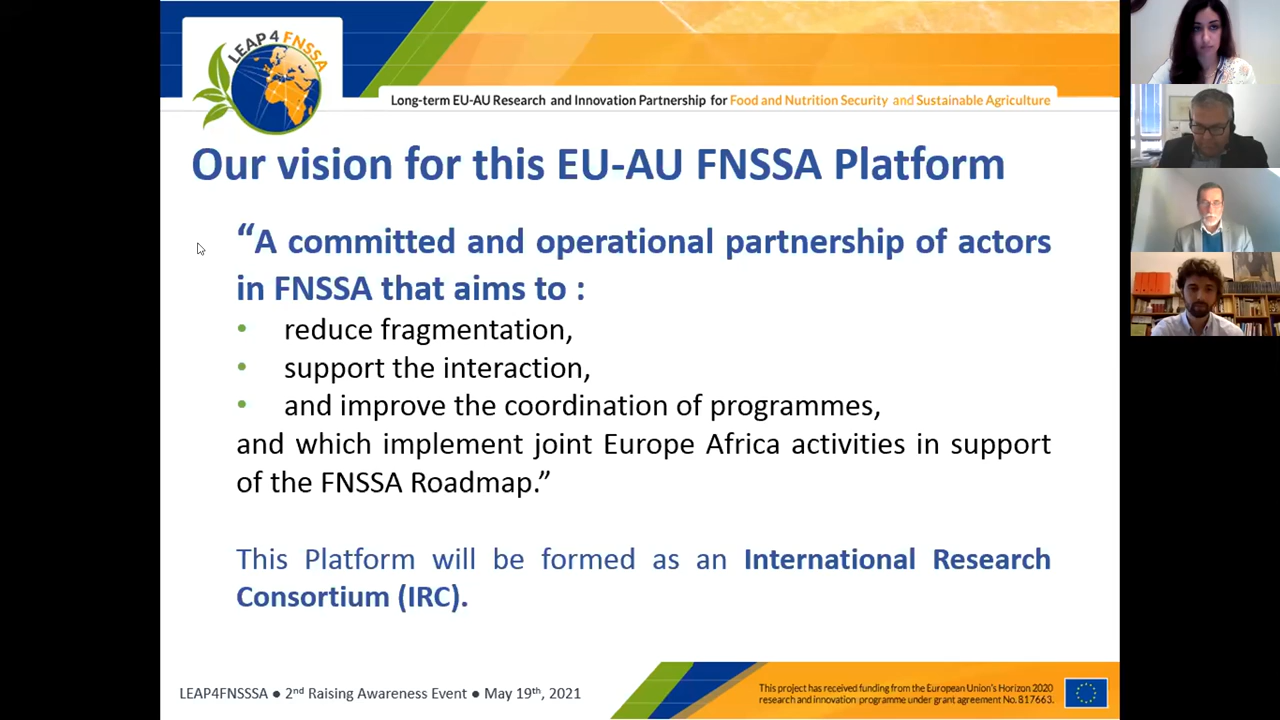 LEAP4FNSSA
Long-term EU-AU Research and Innovation Partnership for Food and Nutrition Security and Sustainable Agriculture
Our vision for this EU-AU FNSSA Platform
“A committed and operational partnership of actors
in FNSSA that aims to :
• reduce fragmentation,
• support the interaction,
• and improve the coordination of programmes,
and which implement joint Europe Africa activities in support
of the FNSSA Roadmap.”
This Platform will be formed as an International Research
Consortium (IRC).
LEAP4FNSSSA ● 2nd Raising Awareness Event ● May 19th, 2021
This project has received funding from the European Union's Horizon 2020
research and innovation programme under grant agreement No.817663.